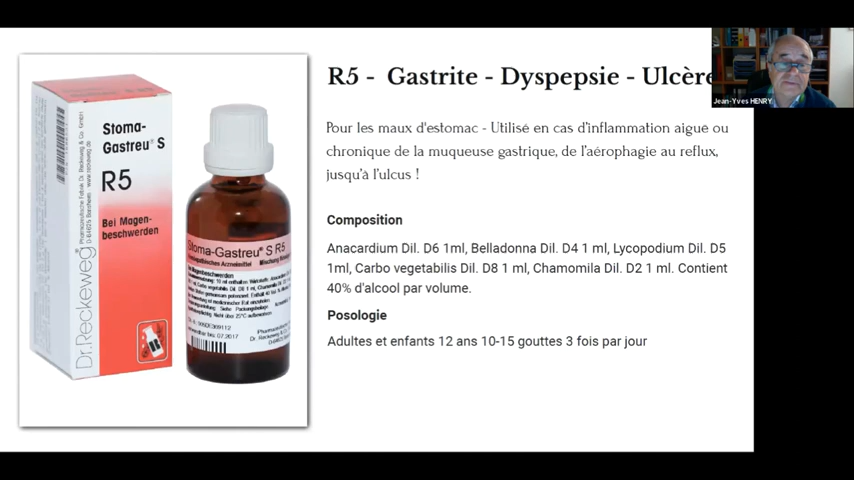 R5 - Gastrite - Dyspepsie - Ulcère
Jean-Yves HENRY
Pour les maux d'estomac - Utilisé en cas d'inflammation aiguë ou
chronique de la muqueuse gastrique, de l'aérophagie au reflux,
jusqu'à l'ulcus !
Composition
Anacardium Dil. D6 1ml, Belladonna Dil. D4 1 ml, Lycopodium Dil. D5
1ml, Carbo vegetabilis Dil. D8 1 ml, Chamomila Dil. D2 1 ml. Contient
40% d'alcool par volume.
Posologie
Adultes et enfants 12 ans 10-15 gouttes 3 fois par jour
Stoma-
Gastreu® S
R5
Bei Magen-
beschwerden
Dr.Reckeweg®
Stoma-Gastreu® S R5